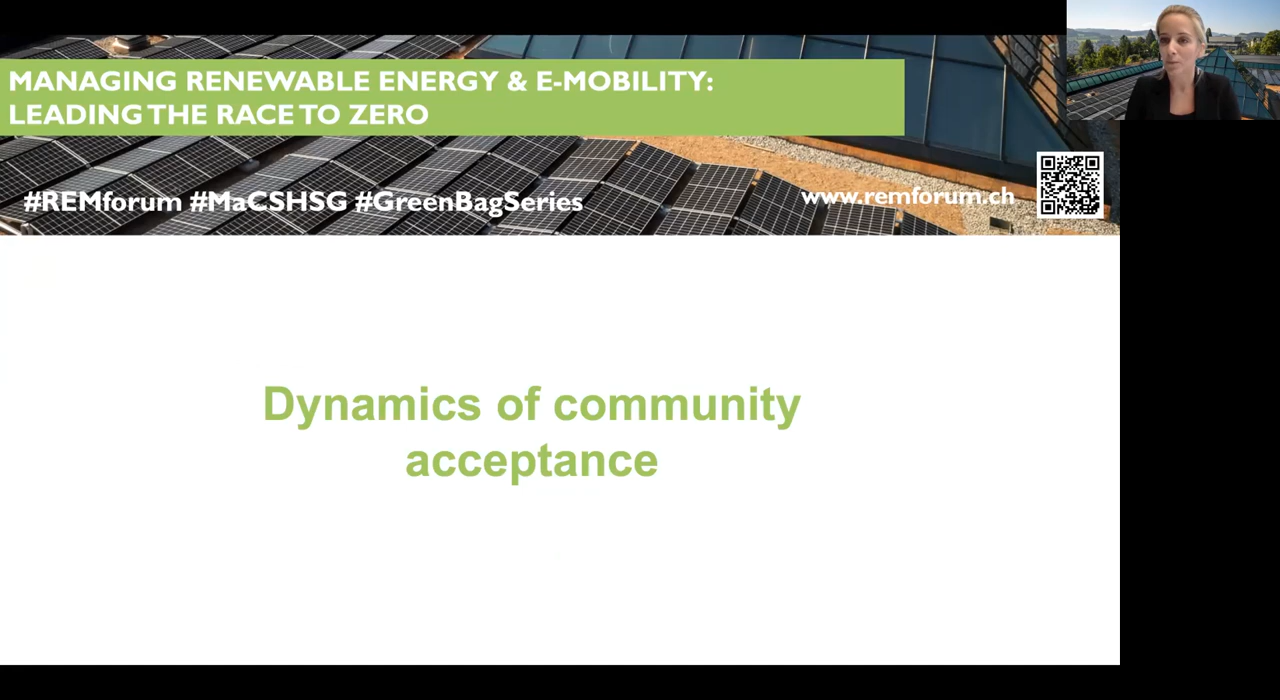 MANAGING RENEWABLE ENERGY & E-MOBILITY:
LEADING THE RACE TO ZERO
#REMforum #MaCSHSG #GreenBagSeries
www.remforum.ch
Dynamics of community
acceptance